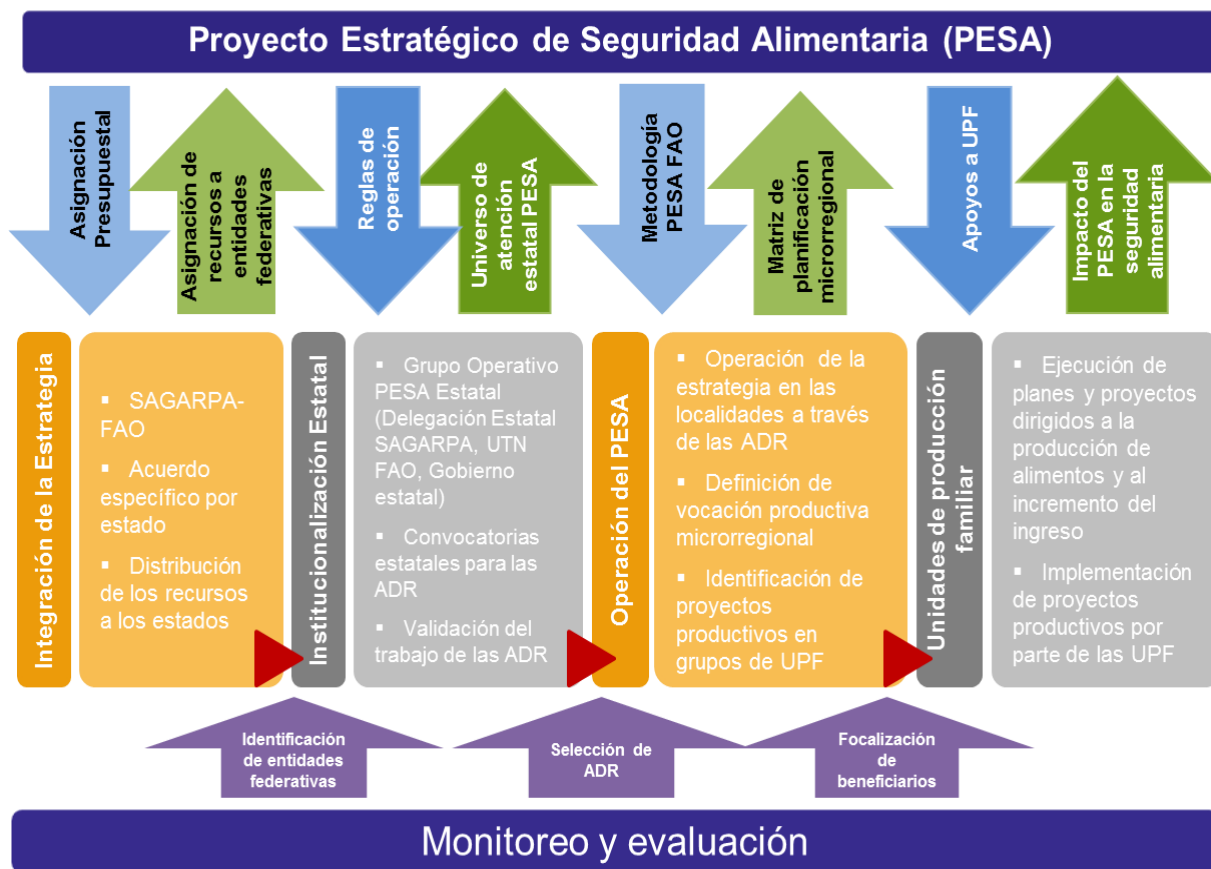 Proyecto Estratégico de Seguridad Alimentaria (PESA)
Asignación
Presupuestal
Asignación de
recursos a
entidades
federativas
Reglas de
operación
Universo de
atención
estatal PESA
Metodología
PESA FAO
Matriz de
planificación
microrregional
Apoyos a UPF
Impacto del
PESA en la
seguridad
alimentaria
Integración de la Estrategia
▪ SAGARPA-
FAO
▪ Acuerdo
específico por
estado
▪ Distribución
de los recursos
a los estados
Institucionalización Estatal
▪ Grupo Operativo
PESA Estatal
(Delegación Estatal
SAGARPA, UTN
FAO, Gobierno
estatal)
▪ Convocatorias
estatales para las
ADR
▪ Validación del
trabajo de las ADR
Operación del PESA
▪ Operación de la
estrategia en las
localidades a través
de las ADR
▪ Definición de
vocación productiva
microrregional
▪ Identificación de
proyectos
productivos en
grupos de UPF
Unidades de producción
familiar
▪ Ejecución de
planes y proyectos
dirigidos a la
producción de
alimentos y al
incremento del
ingreso
▪ Implementación
de proyectos
productivos por
parte de las UPF
Identificación
de entidades
federativas
Selección de
ADR
Focalización
de
beneficiarios
Monitoreo y evaluación